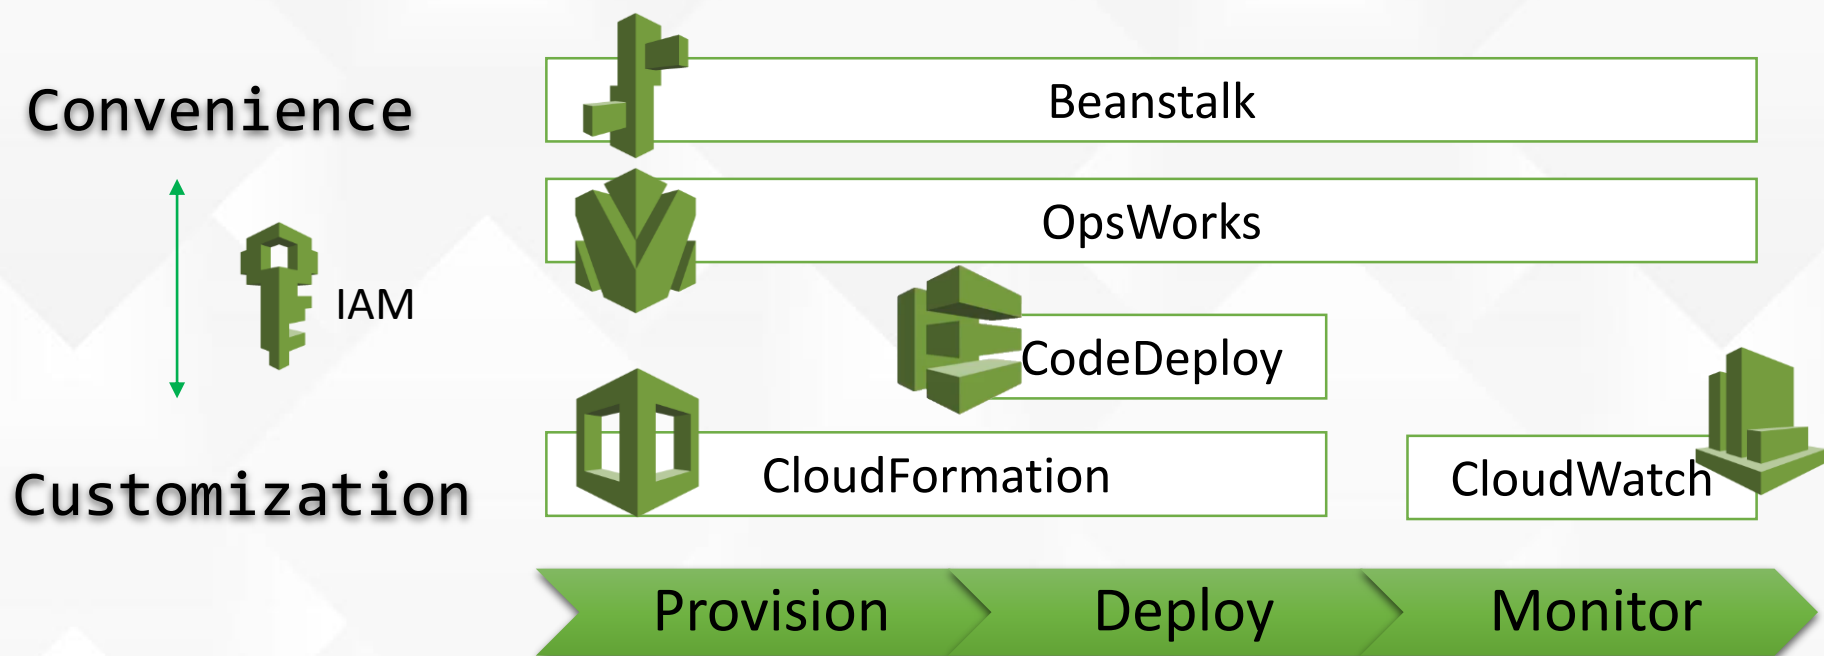 Convenience
Beanstalk
OpsWorks
IAM
CodeDeploy
Customization
CloudFormation
CloudWatch
Provision
Deploy
Monitor